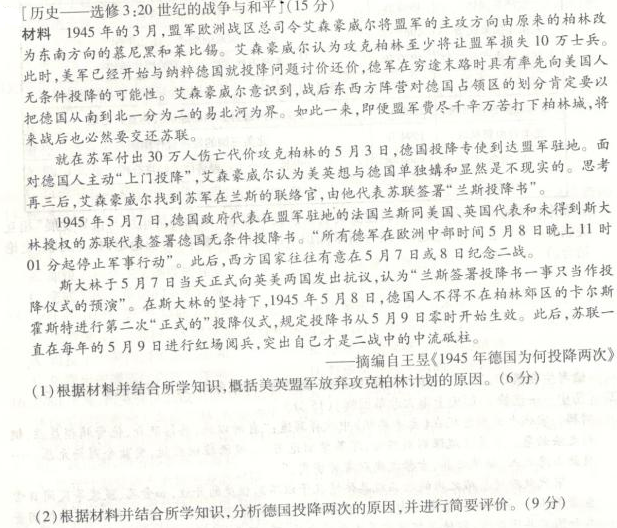 [历史——选修3:20世纪的战争与和平](15分)
材料 1945年的3月,盟军欧洲战区总司令艾森豪威尔将盟军的主攻方向由原来的柏林改
为东南方向的慕尼黑和莱比锡。艾森豪威尔认为攻克柏林至少将让盟军损失10万士兵。
此时,美军已经开始与纳粹德国就投降问题讨价还价,德军在穷途末路时具有率先向美国人
无条件投降的可能性。艾森豪威尔意识到,战后东西方阵营对德国占领区的划分肯定要以
把德国从南到北一分为二的易北河为界。如此一来,即便盟军费尽千辛万苦打下柏林城,将
来战后也必然要交还苏联。
就在苏军付出30万人伤亡代价攻克柏林的5月3日,德国投降专使到达盟军驻地。面
对德国人主动“上门投降”,艾森豪威尔认为美英想与德国单独媾和显然是不现实的。思考
再三后,艾森豪威尔找到苏军在兰斯的联络官,由他代表苏联签署“兰斯投降书”。
1945年5月7日,德国政府代表在盟军驻地的法国兰斯同美国、英国代表和未得到斯大
林授权的苏联代表签署德国无条件投降书。“所有德军在欧洲中部时间5月8日晚上11时
01分起停止军事行动”。此后,西方国家往往有意在5月7日或8日纪念二战。
斯大林于5月7日当天正式向英美两国发出抗议,认为“兰斯签署投降书一事只当作投
降仪式的预演”。在斯大林的坚持下,1945年5月8日,德国人不得不在柏林郊区的卡尔斯
霍斯特进行第二次“正式的”投降仪式,规定投降书从5月9日零时开始生效。此后,苏联一
直在每年的5月9日进行红场阅兵,突出自己才是二战中的中流砥柱。
——摘编自王昱《1945年德国为何投降两次》
(1)根据材料并结合所学知识,概括美英盟军放弃攻克柏林计划的原因。(6分)
(2)根据材料并结合所学知识,分析德国投降两次的原因,并进行简要评价。(9分)